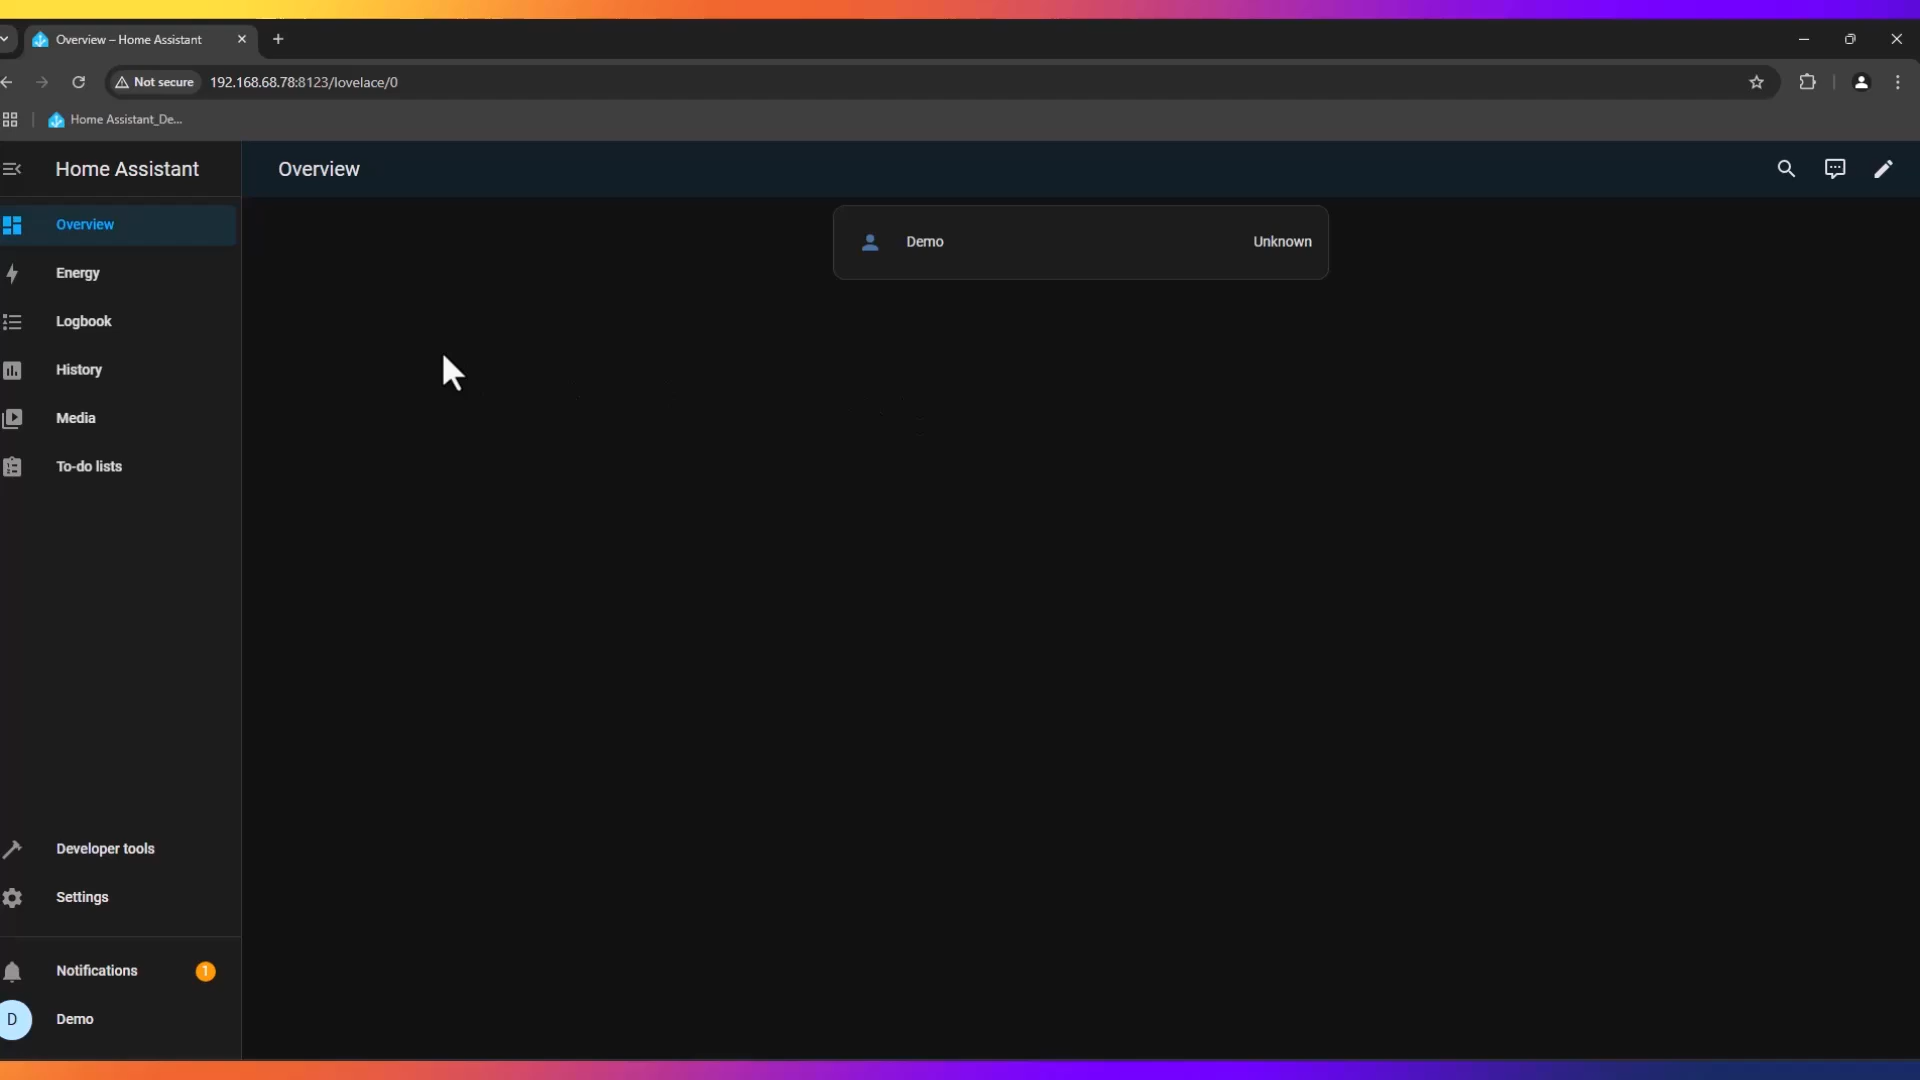 Overview – Home Assistant
Not secure 192.168.68.78:8123/lovelace/0
Home Assistant_De...
Home Assistant
Overview
Overview
Energy
Logbook
History
Media
To-do lists
Demo Unknown
Developer tools
Settings
Notifications 1
D Demo